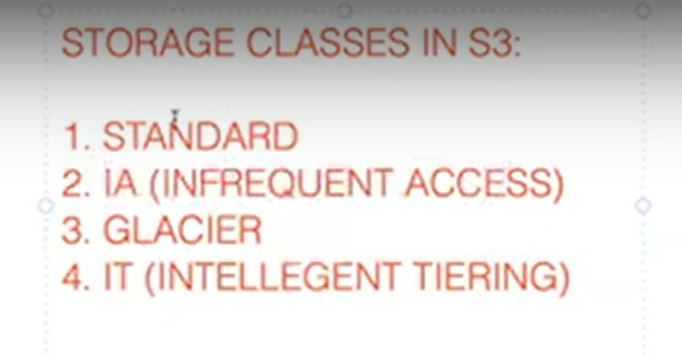 STORAGE CLASSES IN S3:
1. STANDARD
2. IA (INFREQUENT ACCESS)
3. GLACIER
4. IT (INTELLEGENT TIERING)